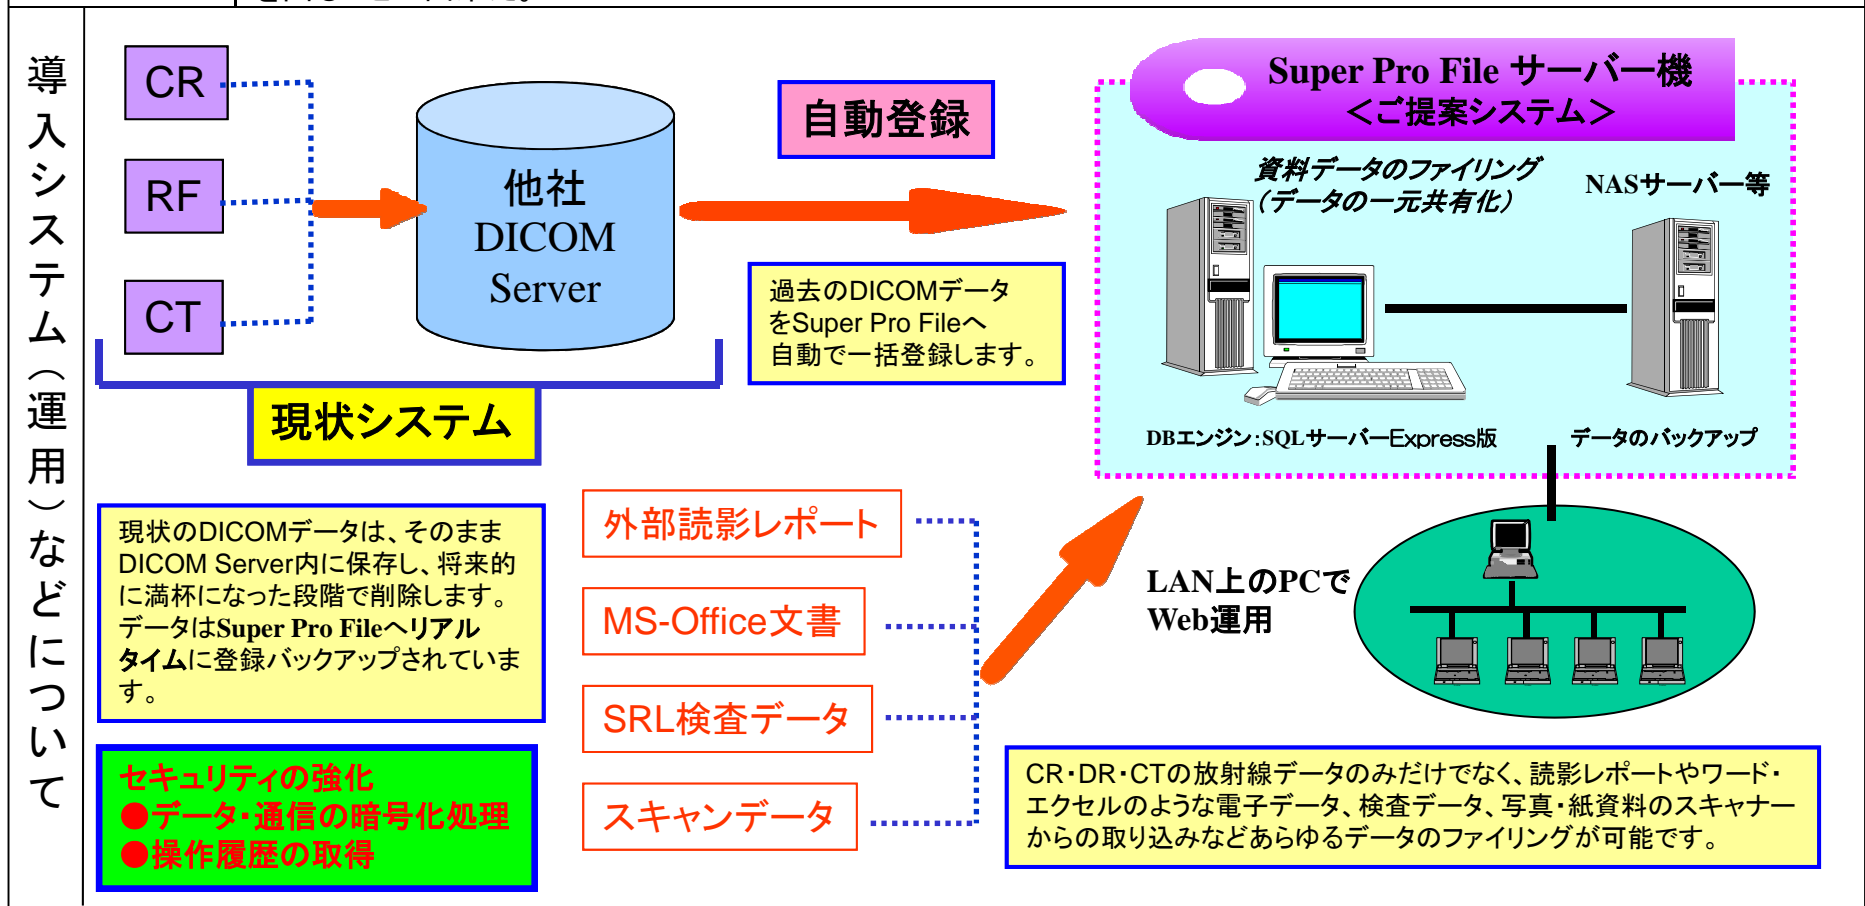 導入システム（運用）などについて
CR
RF
CT
他社
DICOM
Server
現状システム
自動登録
過去のDICOMデータ
をSuper Pro Fileへ
自動で一括登録します。
Super Pro File サーバー機
＜ご提案システム＞
資料データのファイリング
（データの一元共有化）
NASサーバー等
DBエンジン：SQLサーバーExpress版
データのバックアップ
現状のDICOMデータは、そのまま
DICOM Server内に保存し、将来的
に満杯になった段階で削除します。
データはSuper Pro Fileへリアル
タイムに登録バックアップされていま
す。
セキュリティの強化
●データ・通信の暗号化処理
●操作履歴の取得
外部読影レポート
MS-Office文書
SRL検査データ
スキャンデータ
LAN上のPCで
Web運用
CR・DR・CTの放射線データのみだけでなく、読影レポートやワード・
エクセルのような電子データ、検査データ、写真・紙資料のスキャナー
からの取り込みなどあらゆるデータのファイリングが可能です。